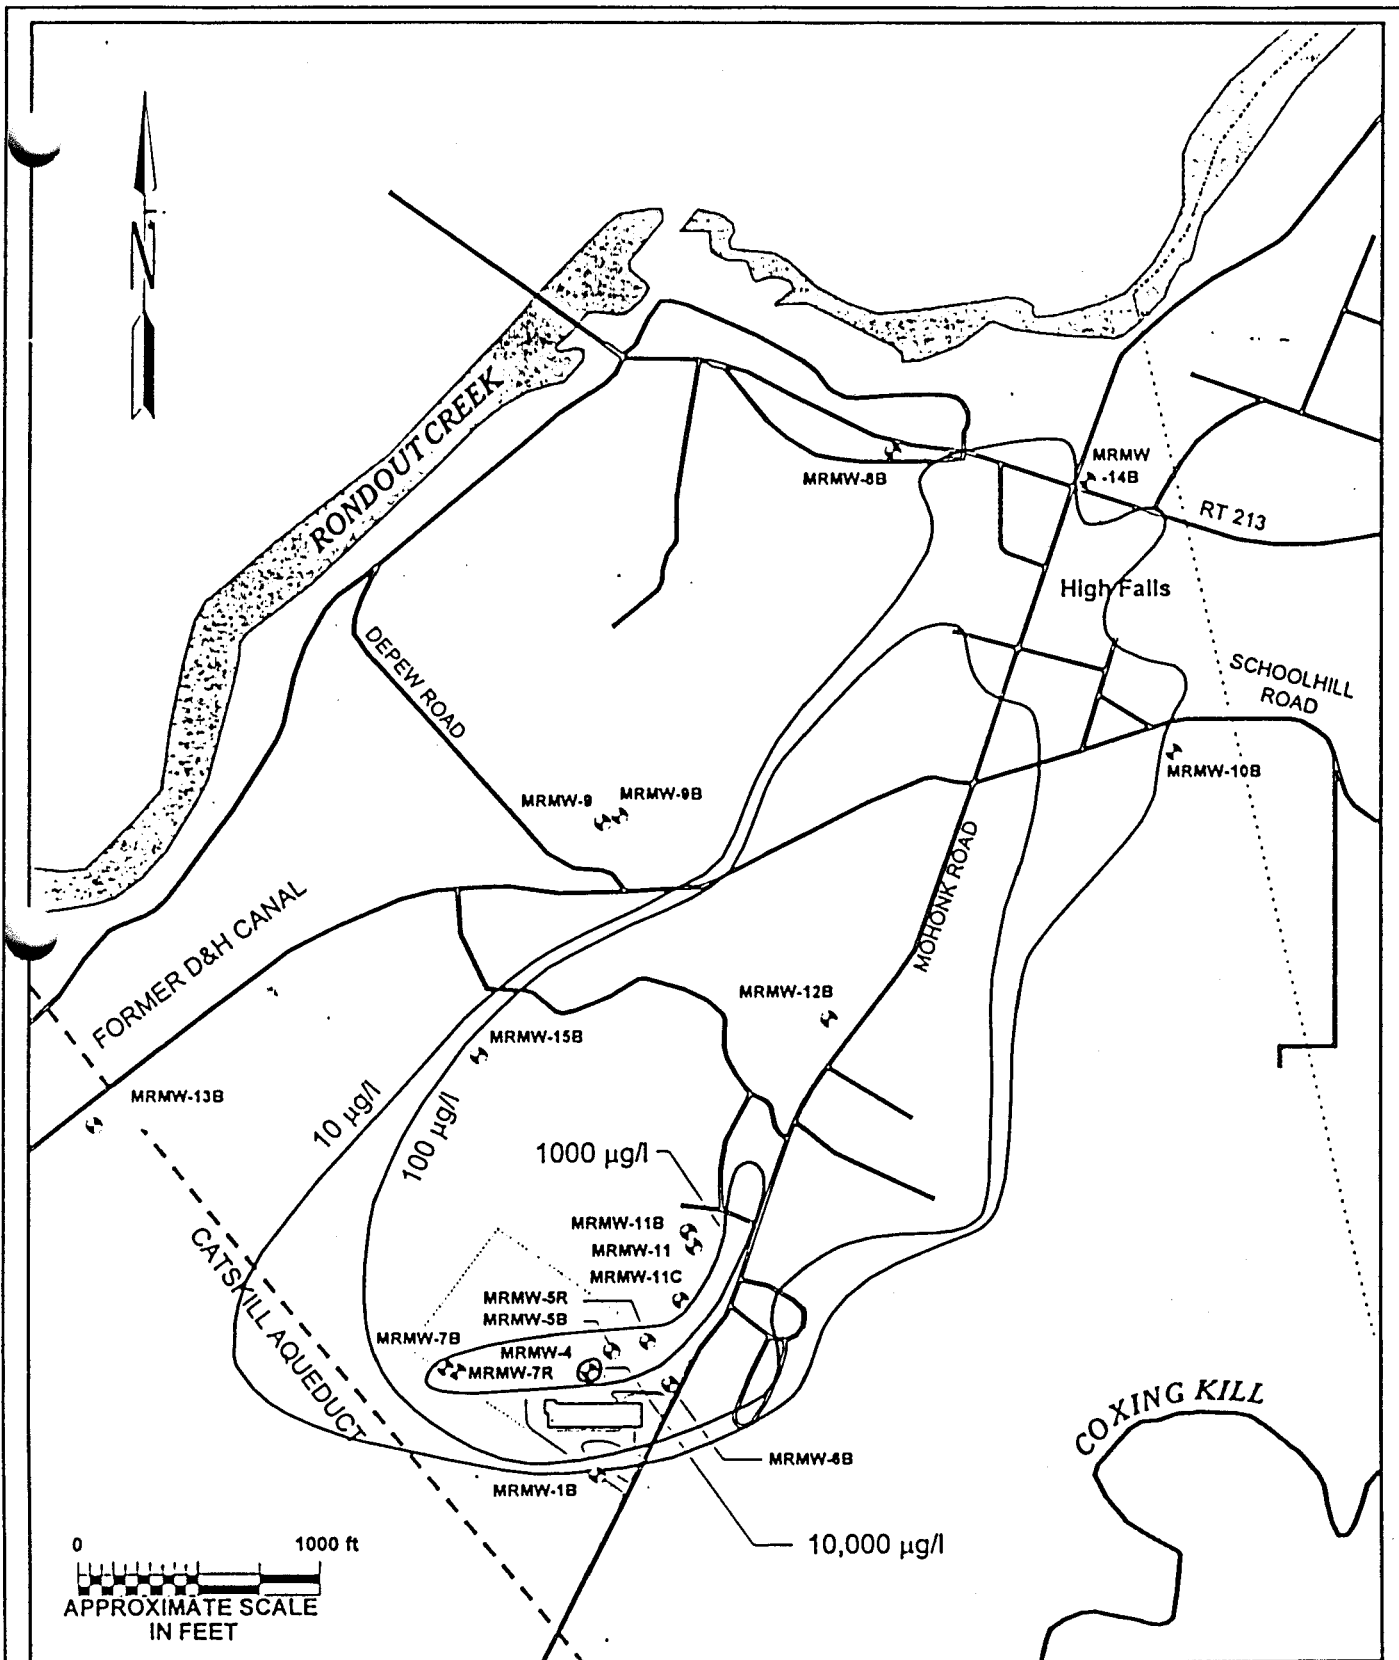 N
RONDOUT CREEK
MRMW-8B
MRMW
-14B
RT 213
High Falls
DEPEW ROAD
SCHOOLHILL
ROAD
MRMW-10B
MRMW-9
MRMW-9B
MOHONK ROAD
FORMER D&H CANAL
MRMW-12B
MRMW-15B
MRMW-13B
10 µg/l
100 µg/l
1000 µg/l
MRMW-11B
MRMW-11
MRMW-11C
CATSKILL AQUEDUCT
MRMW-5R
MRMW-5B
MRMW-7B
MRMW-4
MRMW-7R
COXING KILL
MRMW-6B
MRMW-1B
10,000 µg/l
0 1000 ft
APPROXIMATE SCALE
IN FEET